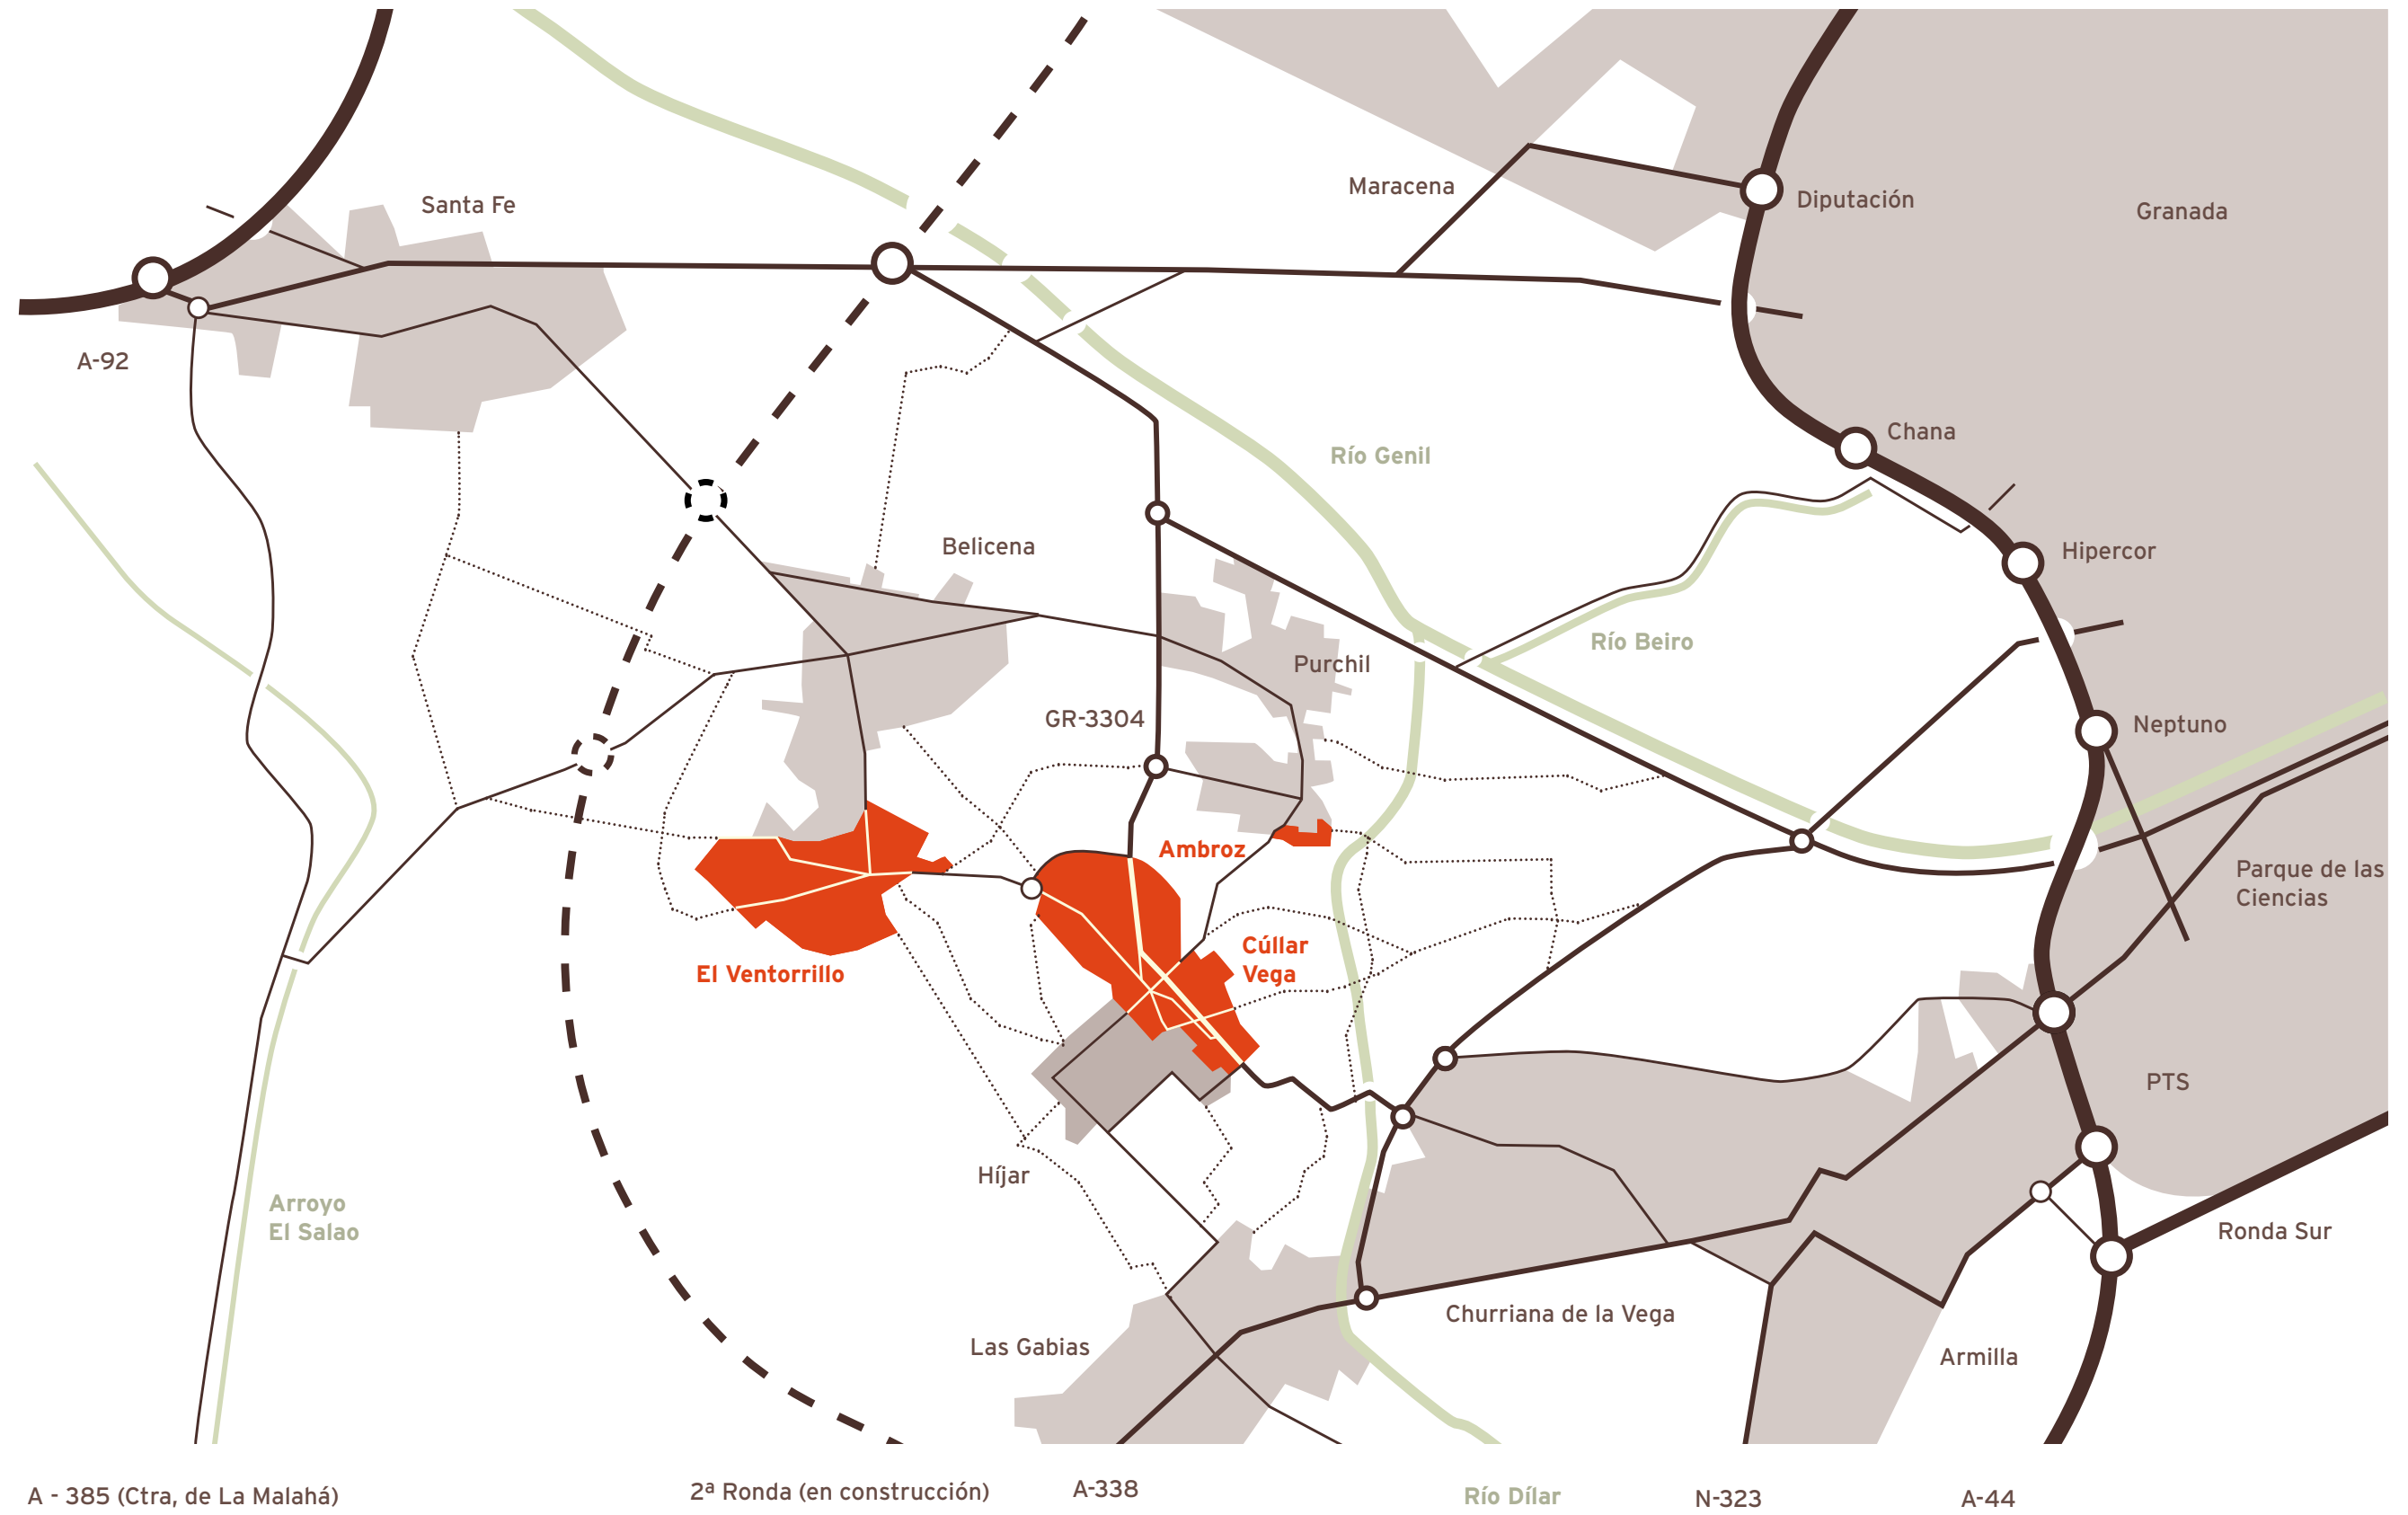 Maracena
Santa Fe
Diputación
Granada
A-92
Chana
Río Genil
Belicena
Hipercor
Río Beiro
Purchil
GR-3304
Neptuno
Ambroz
Parque de las
Ciencias
Cúllar
Vega
El Ventorrillo
PTS
Híjar
Arroyo
El Salao
Ronda Sur
Churriana de la Vega
Las Gabias
Armilla
A - 385 (Ctra, de La Malahá)
2ª Ronda (en construcción)
A-338
Río Dílar
N-323
A-44